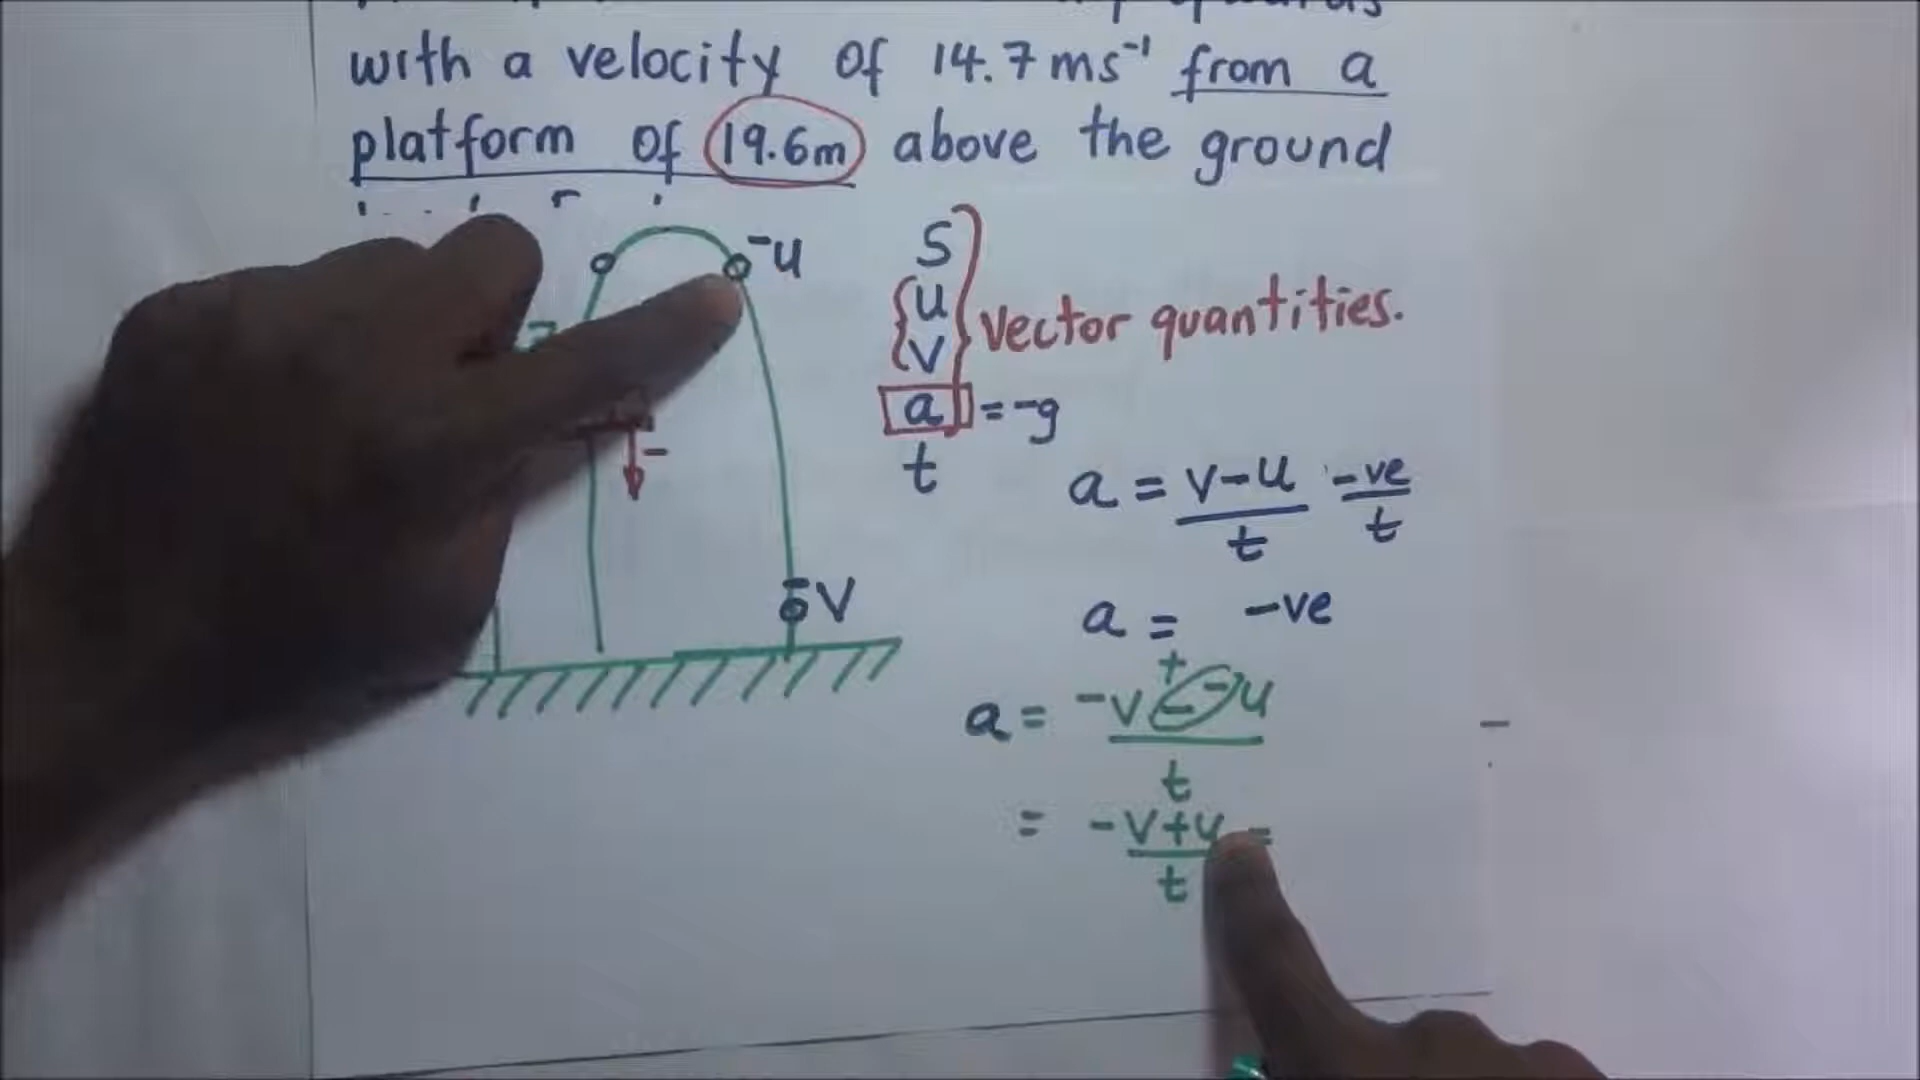 with a velocity of 14.7 ms⁻¹ from a
platform of 19.6m above the ground
-u
S
u
v
a = -g
t
vector quantities.
a = v-u/t -ve/t
a = -ve
-v
a = -v - -u/t
+
= -v+u/t =
-
-